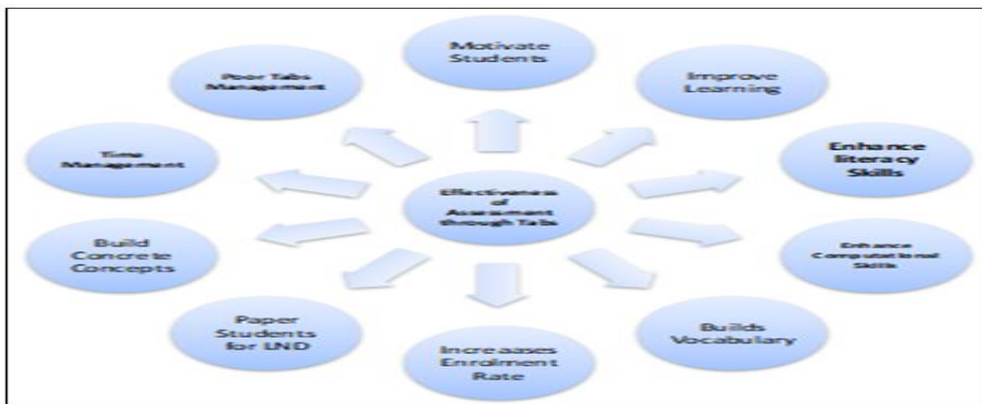 Motivate
Students
Improve
Learning
Enhance
literacy
Skills
Enhance
Computational
Skills
Builds
Vocabulary
Increaases
Enrolment
Rate
Paper
Students
for LND
Build
Concrete
Concepts
Time
Management
Poor Tabs
Management
Effectiveness
of
Assessment
through Tabs